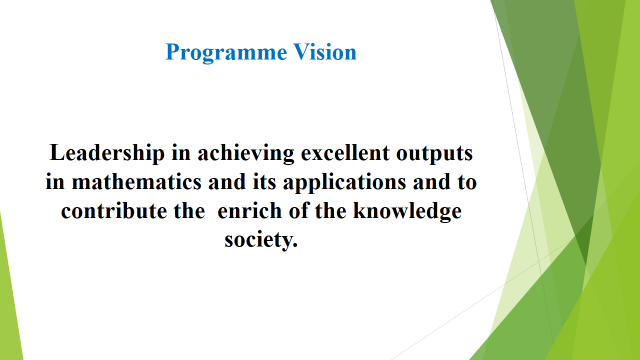 Programme Vision
Leadership in achieving excellent outputs
in mathematics and its applications and to
contribute the  enrich of the knowledge
society.